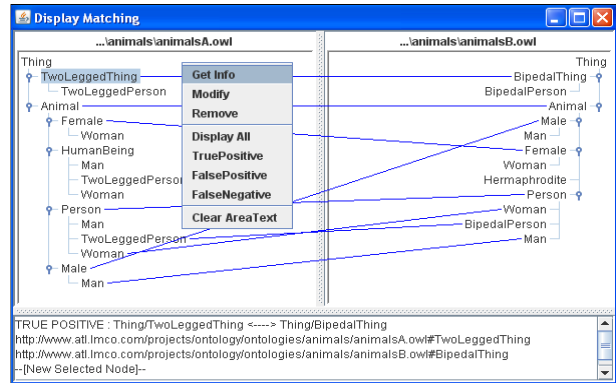 Display Matching
...\animals\animalsA.owl
Thing
TwoLeggedThing
TwoLeggedPerson
Animal
Female
Woman
HumanBeing
Man
TwoLeggedPerso
Woman
Person
Man
TwoLeggedPerson
Woman
Male
Man
Get Info
Modify
Remove
Display All
TruePositive
FalsePositive
FalseNegative
Clear AreaText
...\animals\animalsB.owl
Thing
BipedalThing
BipedalPerson
Animal
Male
Man
Female
Woman
Hermaphrodite
Person
Woman
BipedalPerson
Man
TRUE POSITIVE : Thing/TwoLeggedThing <----> Thing/BipedalThing
http://www.atl.lmco.com/projects/ontology/ontologies/animals/animalsA.owl#TwoLeggedThing
http://www.atl.lmco.com/projects/ontology/ontologies/animals/animalsB.owl#BipedalThing
--[New Selected Node]--